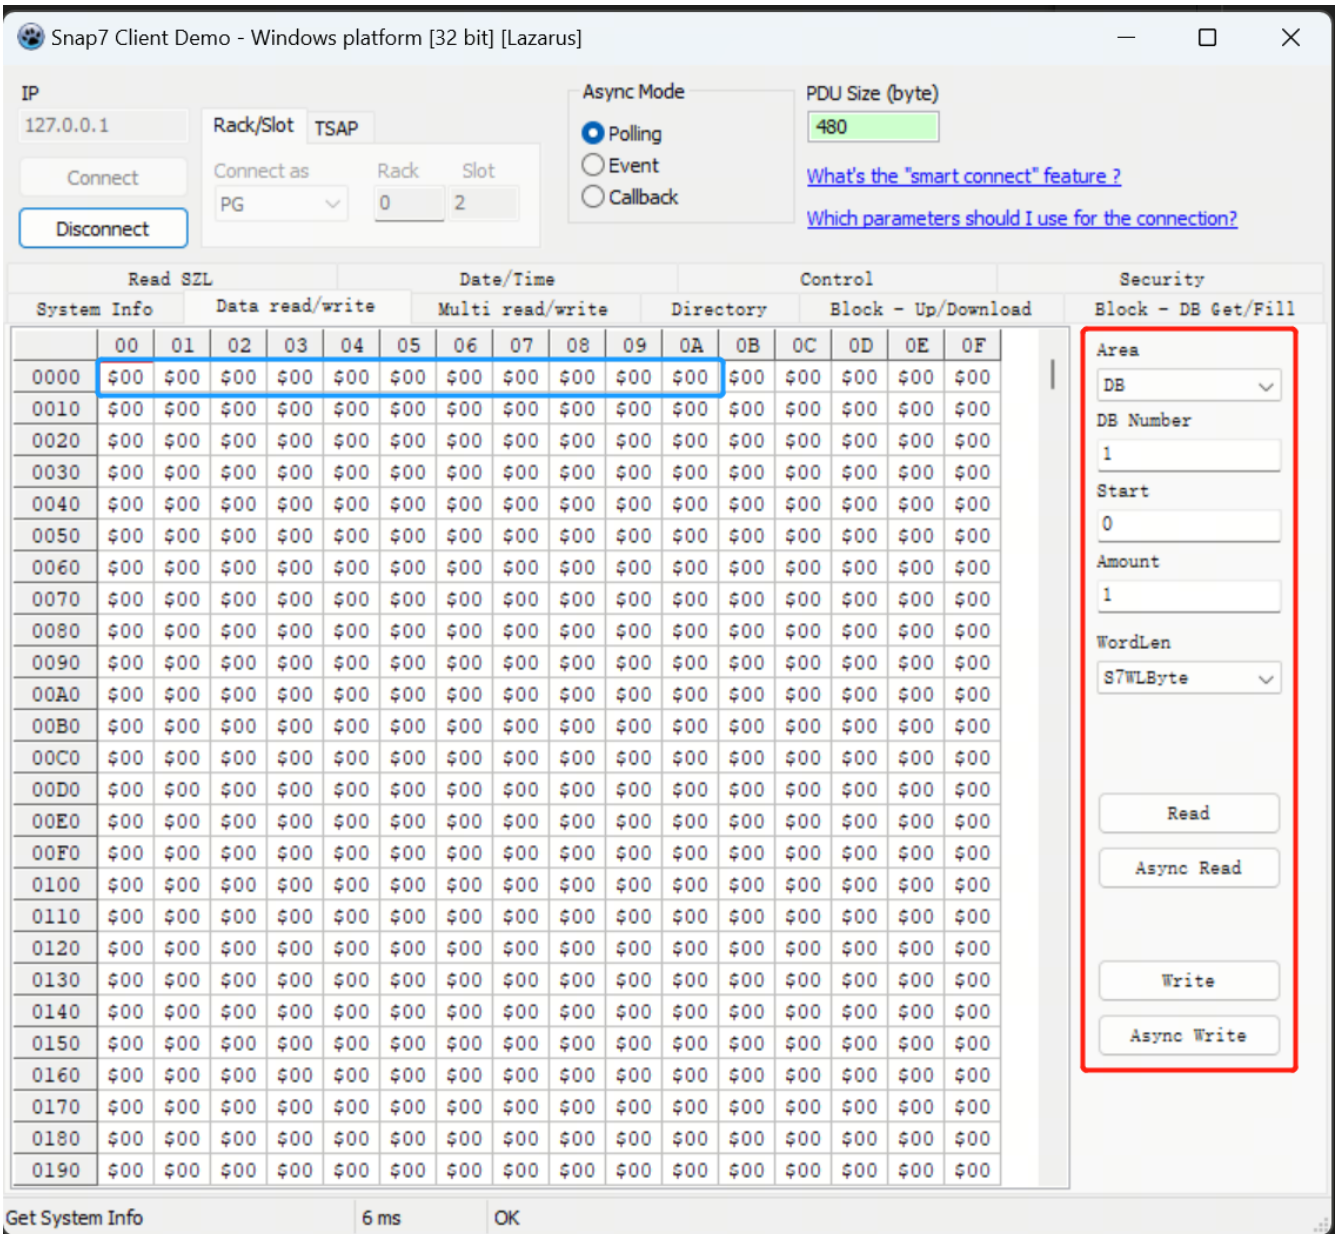 Snap7 Client Demo - Windows platform [32 bit] [Lazarus]
IP
127.0.0.1
Connect
Disconnect
Rack/Slot TSAP
Connect as Rack Slot
PG 0 2
Async Mode
Polling
Event
Callback
PDU Size (byte)
480
What's the "smart connect" feature ?
Which parameters should I use for the connection?
Read SZL Date/Time Control Security
System Info Data read/write Multi read/write Directory Block - Up/Download Block - DB Get/Fill
00 01 02 03 04 05 06 07 08 09 0A 0B 0C 0D 0E 0F
0000 $00 $00 $00 $00 $00 $00 $00 $00 $00 $00 $00 $00 $00 $00 $00 $00
0010 $00 $00 $00 $00 $00 $00 $00 $00 $00 $00 $00 $00 $00 $00 $00 $00
0020 $00 $00 $00 $00 $00 $00 $00 $00 $00 $00 $00 $00 $00 $00 $00 $00
0030 $00 $00 $00 $00 $00 $00 $00 $00 $00 $00 $00 $00 $00 $00 $00 $00
0040 $00 $00 $00 $00 $00 $00 $00 $00 $00 $00 $00 $00 $00 $00 $00 $00
0050 $00 $00 $00 $00 $00 $00 $00 $00 $00 $00 $00 $00 $00 $00 $00 $00
0060 $00 $00 $00 $00 $00 $00 $00 $00 $00 $00 $00 $00 $00 $00 $00 $00
0070 $00 $00 $00 $00 $00 $00 $00 $00 $00 $00 $00 $00 $00 $00 $00 $00
0080 $00 $00 $00 $00 $00 $00 $00 $00 $00 $00 $00 $00 $00 $00 $00 $00
0090 $00 $00 $00 $00 $00 $00 $00 $00 $00 $00 $00 $00 $00 $00 $00 $00
00A0 $00 $00 $00 $00 $00 $00 $00 $00 $00 $00 $00 $00 $00 $00 $00 $00
00B0 $00 $00 $00 $00 $00 $00 $00 $00 $00 $00 $00 $00 $00 $00 $00 $00
00C0 $00 $00 $00 $00 $00 $00 $00 $00 $00 $00 $00 $00 $00 $00 $00 $00
00D0 $00 $00 $00 $00 $00 $00 $00 $00 $00 $00 $00 $00 $00 $00 $00 $00
00E0 $00 $00 $00 $00 $00 $00 $00 $00 $00 $00 $00 $00 $00 $00 $00 $00
00F0 $00 $00 $00 $00 $00 $00 $00 $00 $00 $00 $00 $00 $00 $00 $00 $00
0100 $00 $00 $00 $00 $00 $00 $00 $00 $00 $00 $00 $00 $00 $00 $00 $00
0110 $00 $00 $00 $00 $00 $00 $00 $00 $00 $00 $00 $00 $00 $00 $00 $00
0120 $00 $00 $00 $00 $00 $00 $00 $00 $00 $00 $00 $00 $00 $00 $00 $00
0130 $00 $00 $00 $00 $00 $00 $00 $00 $00 $00 $00 $00 $00 $00 $00 $00
0140 $00 $00 $00 $00 $00 $00 $00 $00 $00 $00 $00 $00 $00 $00 $00 $00
0150 $00 $00 $00 $00 $00 $00 $00 $00 $00 $00 $00 $00 $00 $00 $00 $00
0160 $00 $00 $00 $00 $00 $00 $00 $00 $00 $00 $00 $00 $00 $00 $00 $00
0170 $00 $00 $00 $00 $00 $00 $00 $00 $00 $00 $00 $00 $00 $00 $00 $00
0180 $00 $00 $00 $00 $00 $00 $00 $00 $00 $00 $00 $00 $00 $00 $00 $00
0190 $00 $00 $00 $00 $00 $00 $00 $00 $00 $00 $00 $00 $00 $00 $00 $00
Area
DB
DB Number
1
Start
0
Amount
1
WordLen
S7WLByte
Read
Async Read
Write
Async Write
Get System Info 6 ms OK